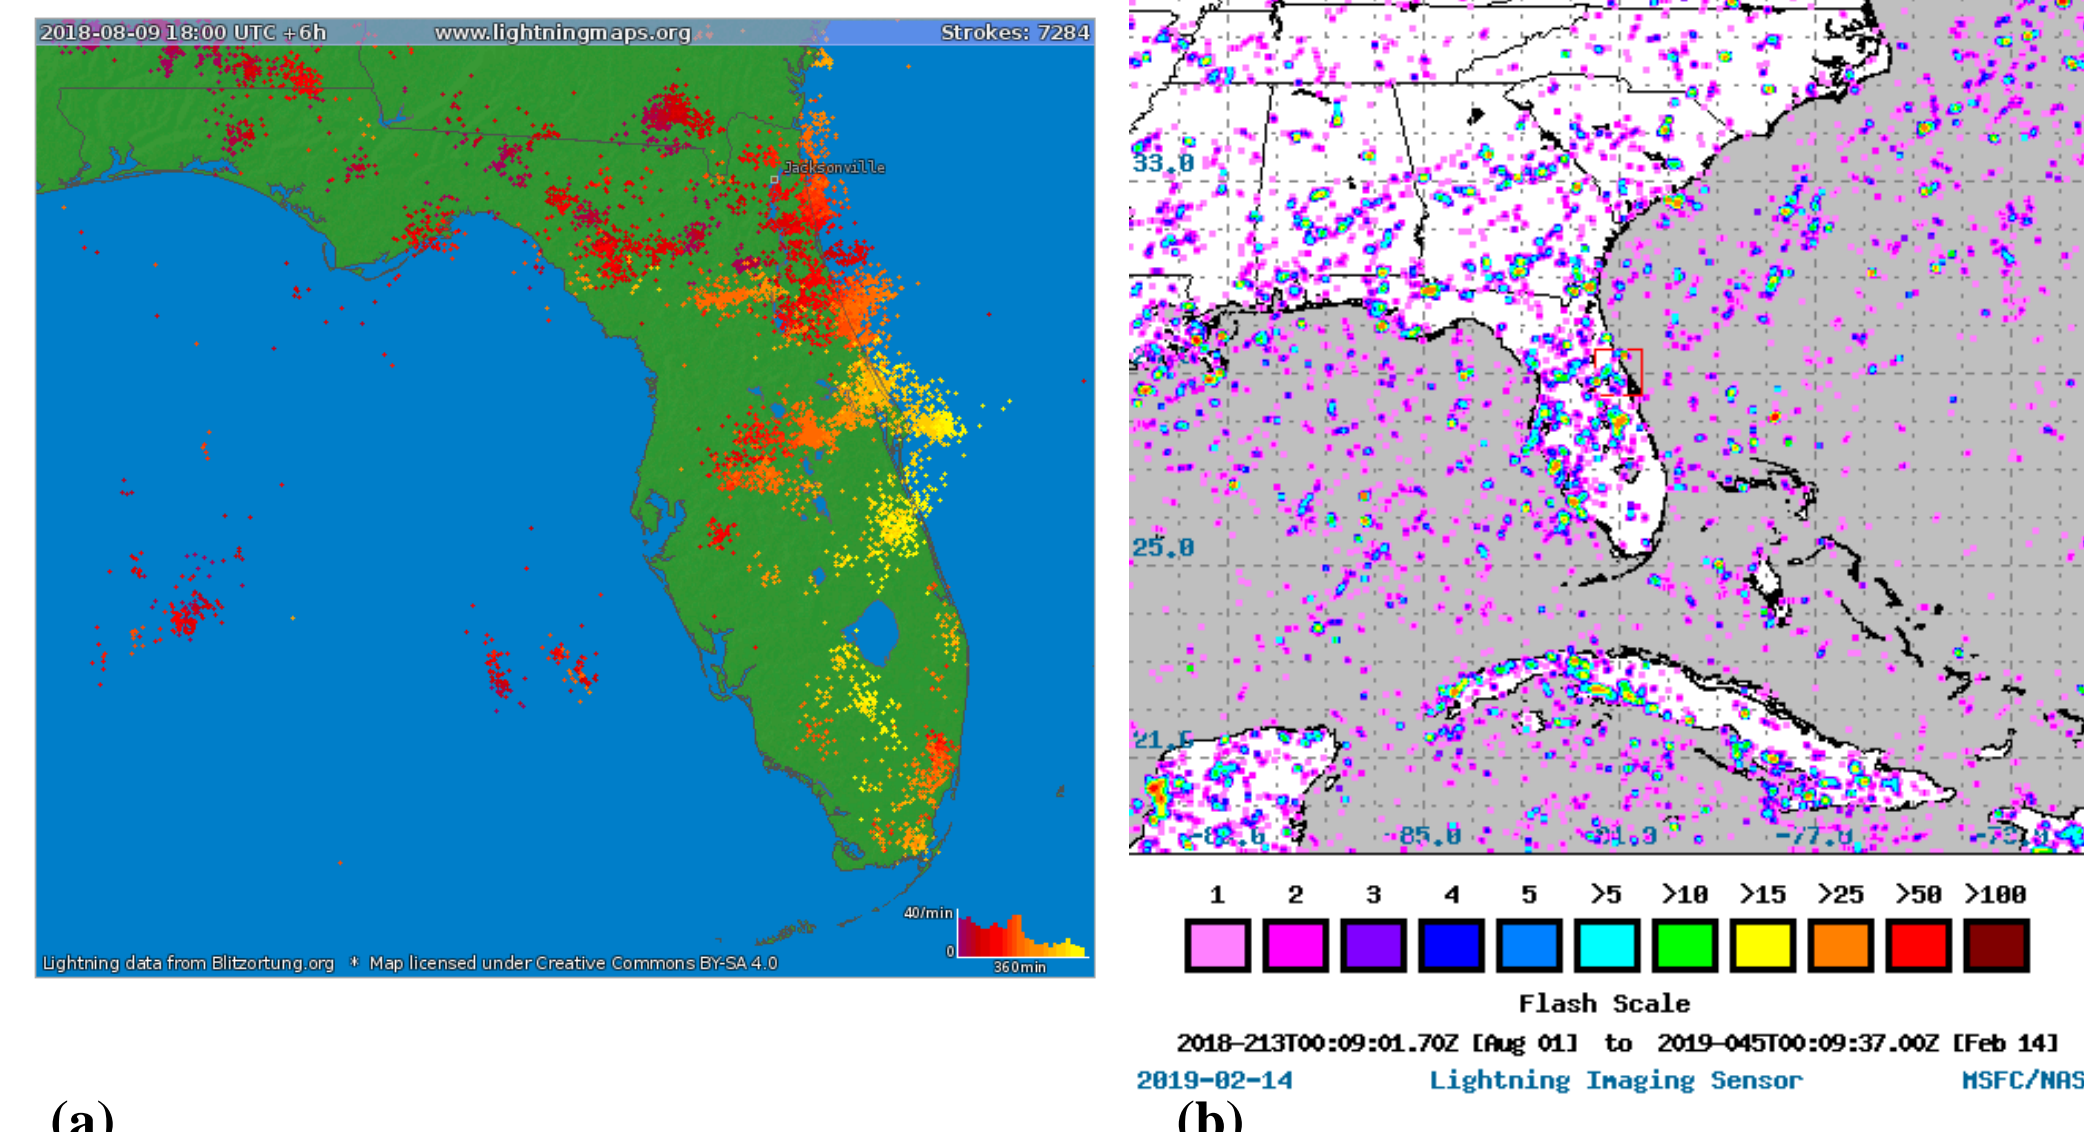 2018-08-09 18:00 UTC +6h
www.lightningmaps.org
Strokes: 7284
Jacksonville
40/min
0
360min
Lightning data from Blitzortung.org * Map licensed under Creative Commons BY-SA 4.0
(a)
33.0
25.0
85.0
1 2 3 4 5 >5 >10 >15 >25 >50 >100
Flash Scale
2018-213T00:09:01.70Z [Aug 01] to 2019-045T00:09:37.00Z [Feb 14]
2019-02-14 Lightning Imaging Sensor MSFC/NAS
(b)